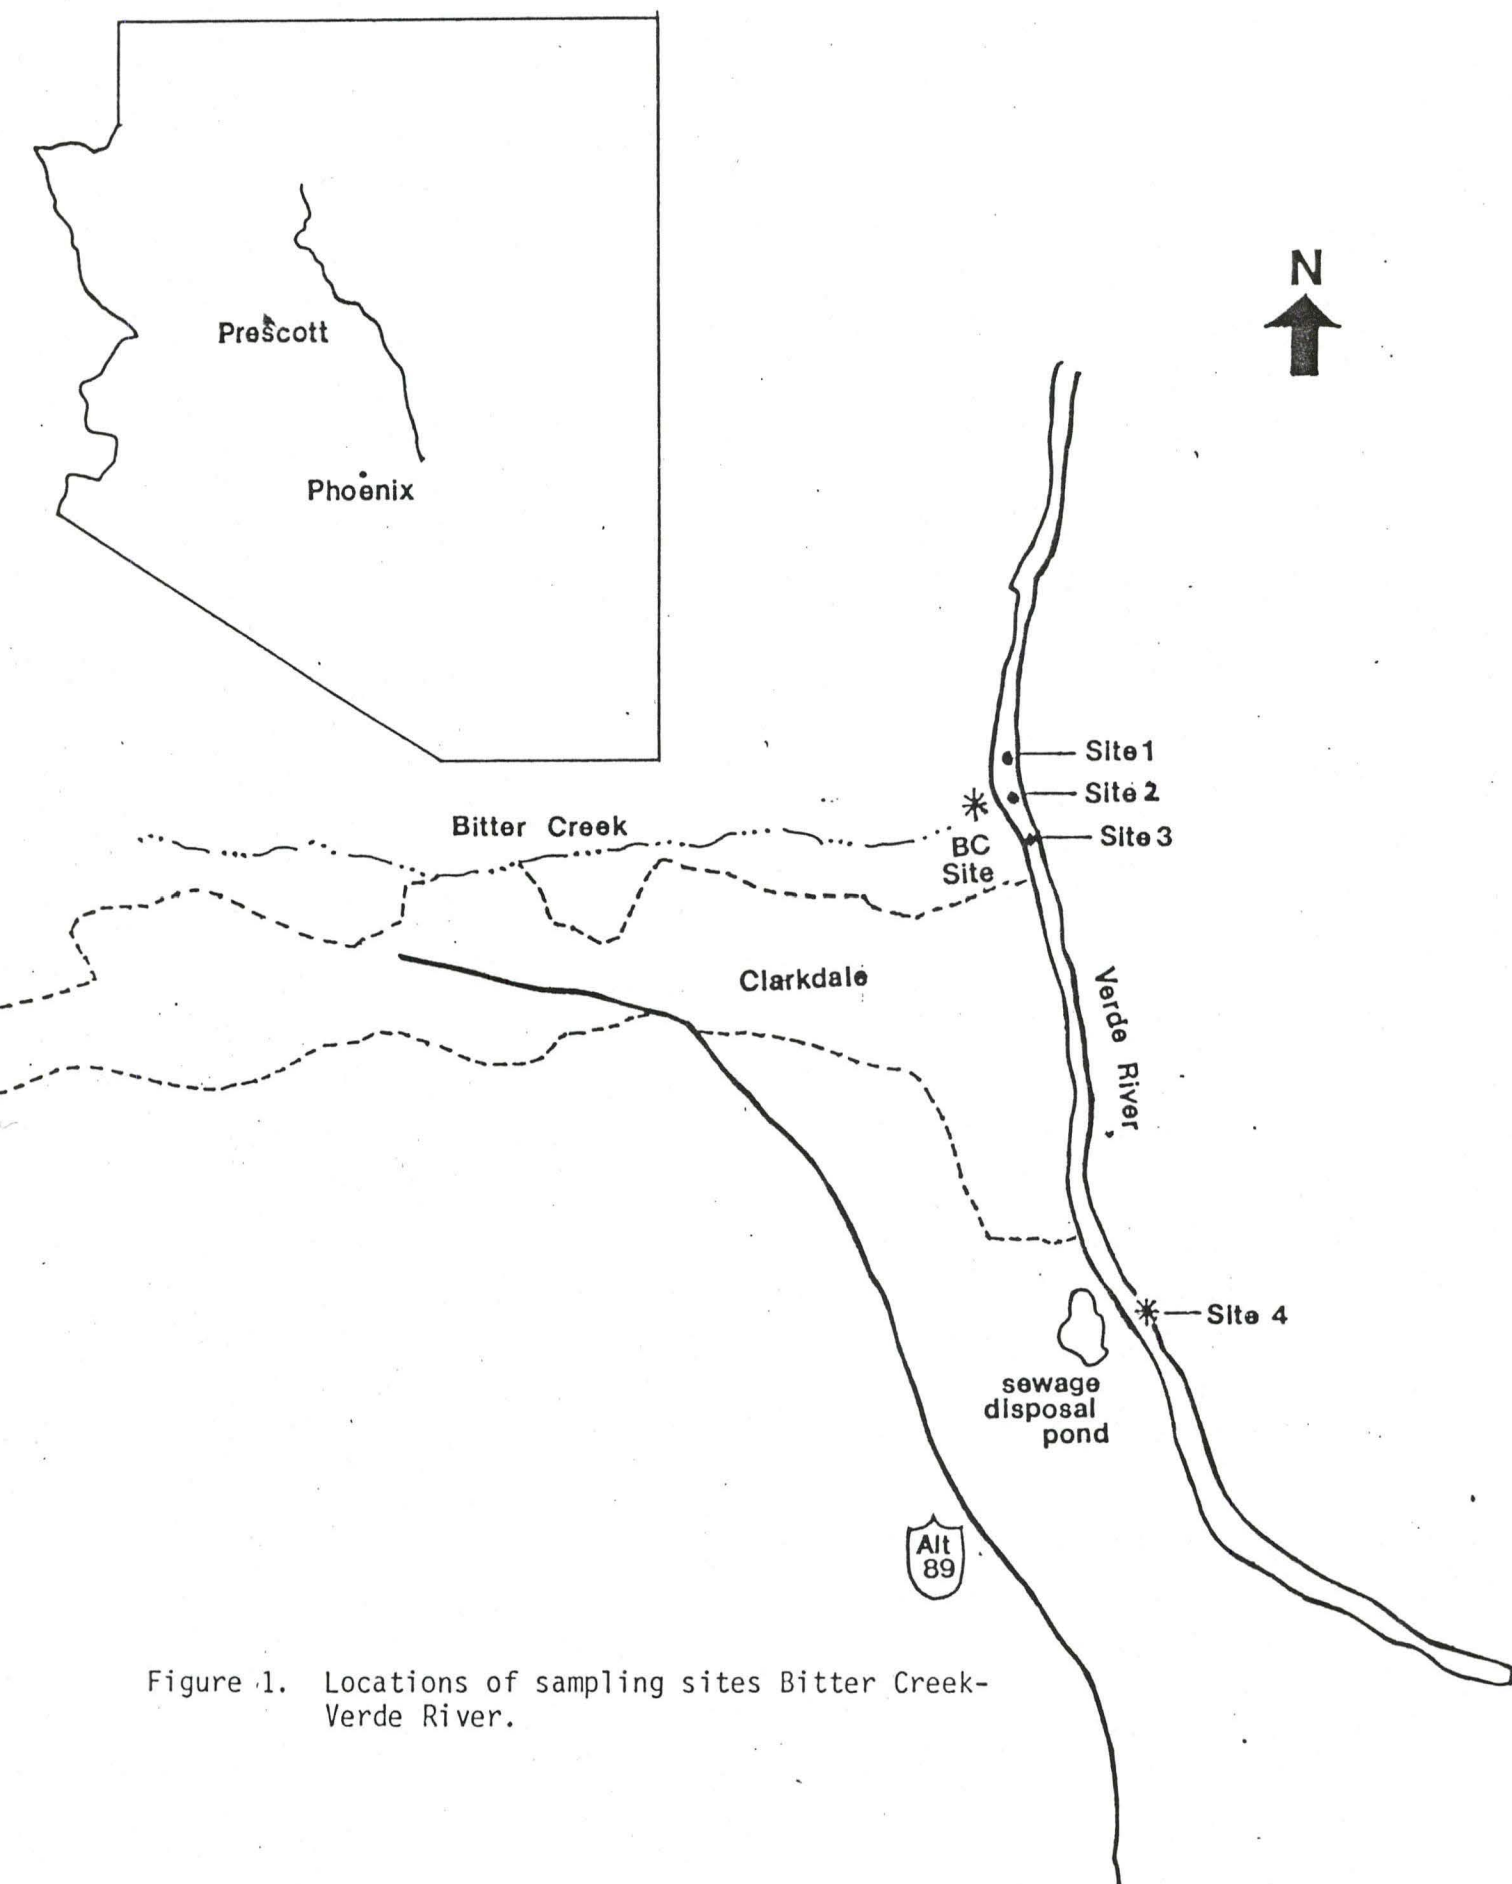 N
Prescott
Phoenix
Site 1
Site 2
Bitter Creek
Site 3
BC
Site
Clarkdale
Verde River
Site 4
sewage
disposal
pond
Alt
89
Figure 1. Locations of sampling sites Bitter Creek-
Verde River.